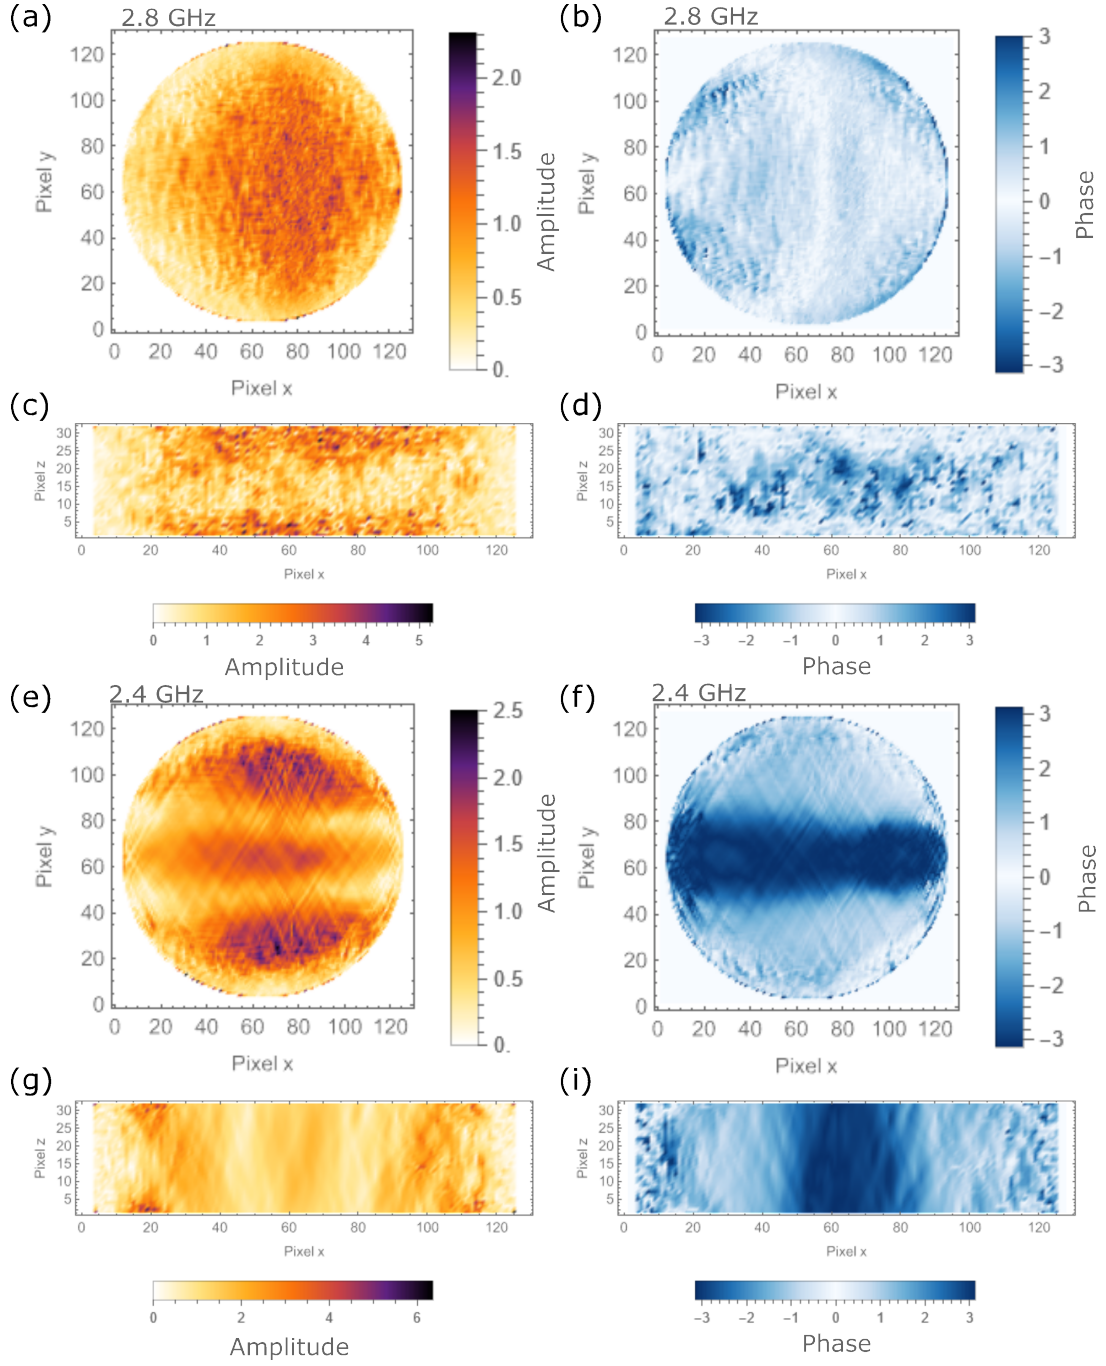 (a) 2.8 GHz
120
100
80
60
40
20
0
Pixel y
0 20 40 60 80 100 120
Pixel x
2.0
1.5
1.0
0.5
0.
Amplitude
(b) 2.8 GHz
120
100
80
60
40
20
0
Pixel y
0 20 40 60 80 100 120
Pixel x
3
2
1
0
−1
−2
−3
Phase
(c)
30
25
20
15
10
5
Pixel z
0 20 40 60 80 100 120
Pixel x
0 1 2 3 4 5
Amplitude
(d)
30
25
20
15
10
5
Pixel z
0 20 40 60 80 100 120
Pixel x
−3 −2 −1 0 1 2 3
Phase
(e) 2.4 GHz
120
100
80
60
40
20
0
Pixel y
0 20 40 60 80 100 120
Pixel x
2.5
2.0
1.5
1.0
0.5
0.
Amplitude
(f) 2.4 GHz
120
100
80
60
40
20
0
Pixel y
0 20 40 60 80 100 120
Pixel x
3
2
1
0
−1
−2
−3
Phase
(g)
30
25
20
15
10
5
Pixel z
0 20 40 60 80 100 120
Pixel x
0 2 4 6
Amplitude
(i)
30
25
20
15
10
5
Pixel z
0 20 40 60 80 100 120
Pixel x
−3 −2 −1 0 1 2 3
Phase